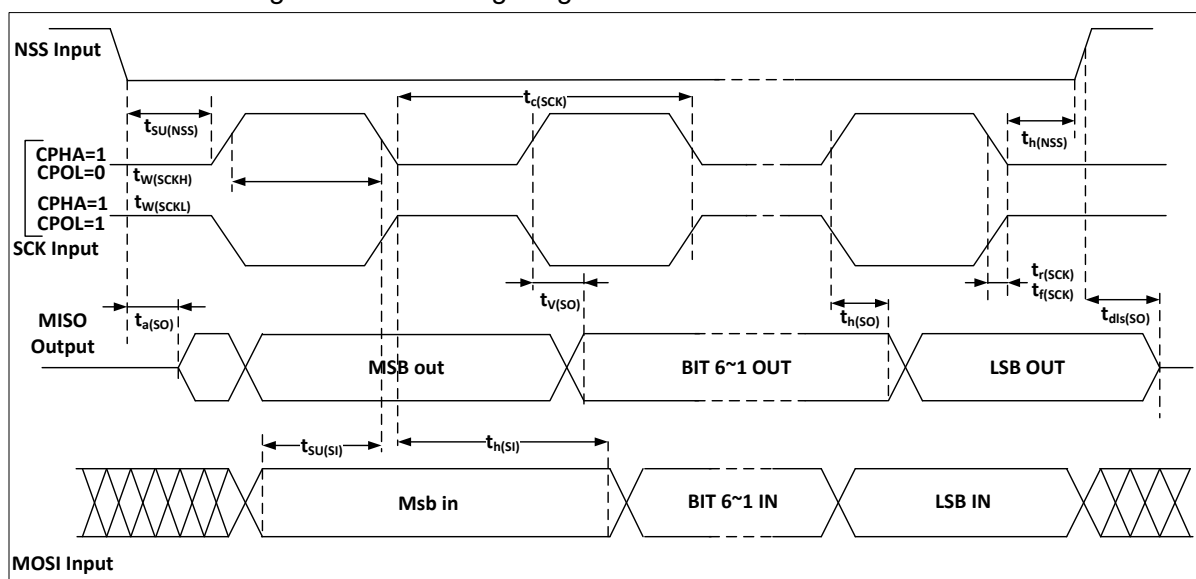 NSS Input
tc(SCK)
tSU(NSS)
th(NSS)
CPHA=1
CPOL=0
tW(SCKH)
CPHA=1
tW(SCKL)
CPOL=1
SCK Input
tr(SCK)
tf(SCK)
tV(SO)
ta(SO)
th(SO)
tdis(SO)
MISO
Output
MSB out
BIT 6~1 OUT
LSB OUT
tSU(SI)
th(SI)
Msb in
BIT 6~1 IN
LSB IN
MOSI Input